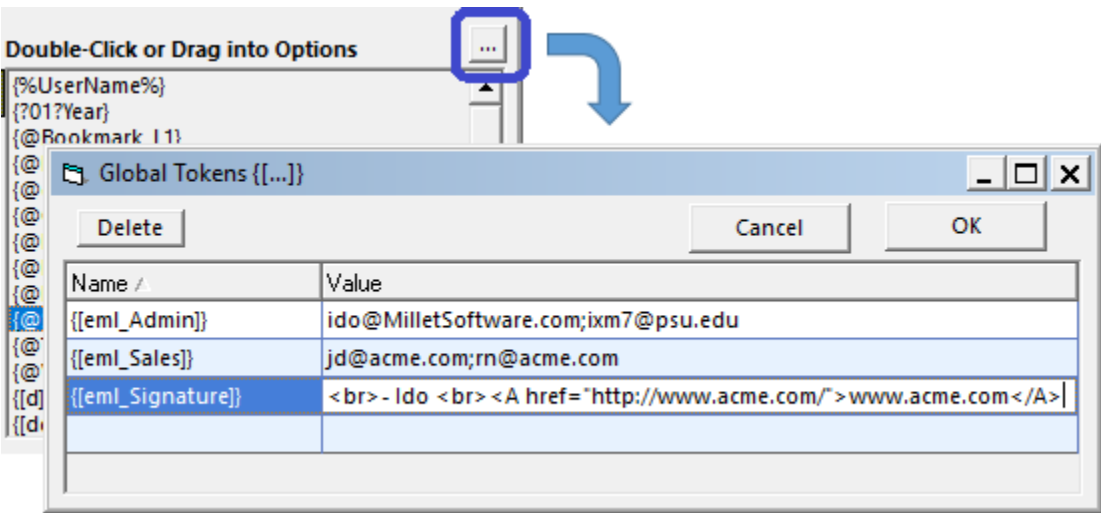 Double-Click or Drag into Options
...
{%UserName%}
{?01?Year}
{@Bookmark_L1}
{@
{@
{@
{@
{@
{@
{@
{@
{@
{[d]
{[d
Global Tokens {[...]}
Delete
Cancel
OK
Name
Value
{[eml_Admin]}
ido@MilletSoftware.com;ixm7@psu.edu
{[eml_Sales]}
jd@acme.com;rn@acme.com
{[eml_Signature]}
<br>- Ido <br><A href="http://www.acme.com/">www.acme.com</A>